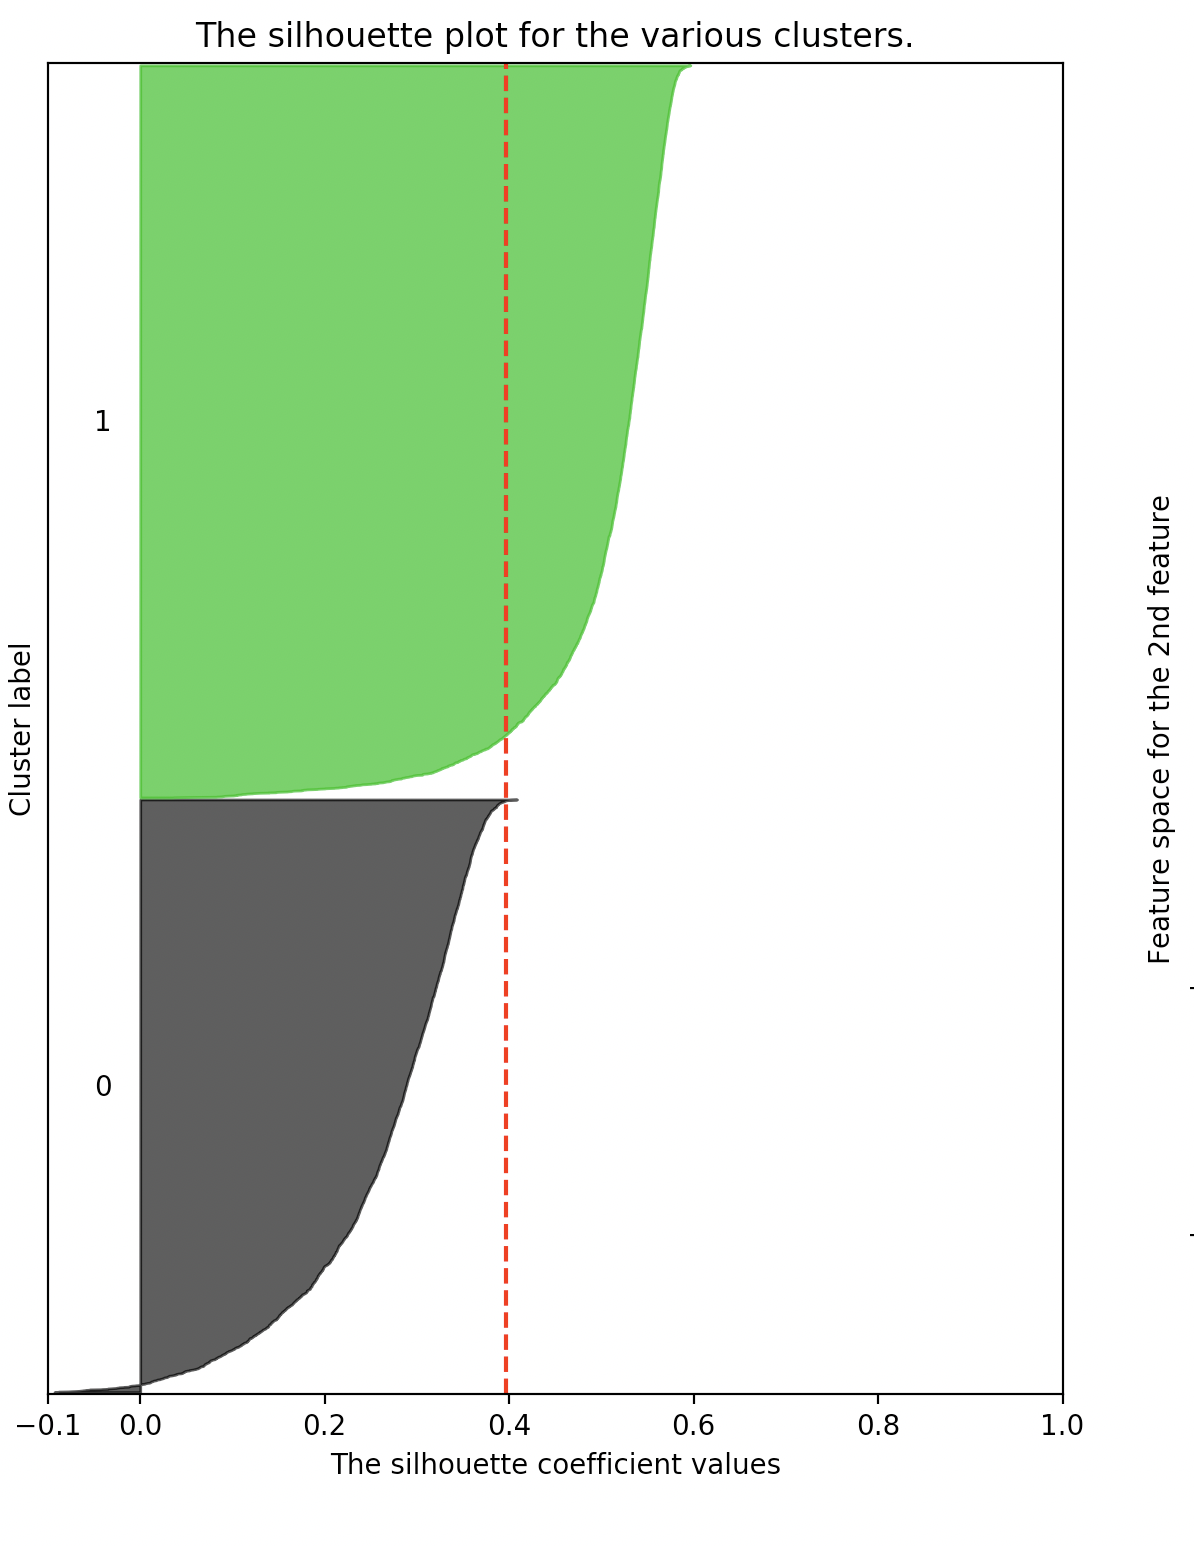 The silhouette plot for the various clusters.
Cluster label
1
0
−0.1 0.0 0.2 0.4 0.6 0.8 1.0
The silhouette coefficient values
Feature space for the 2nd feature